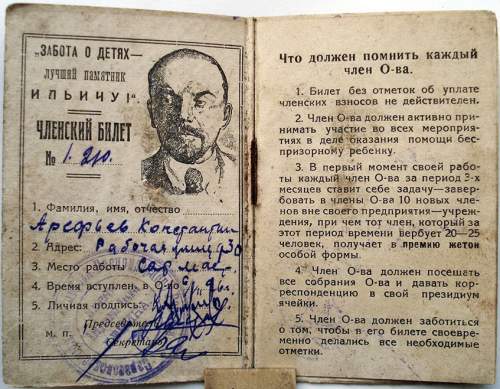 „ЗАБОТА О ДЕТЯХ—
лучший памятник
ИЛЬИЧУ!".
ЧЛЕНСКИЙ БИЛЕТ
№ 1.210.
1. Фамилия, имя, отчество
Арефьев Константин
2. Адрес: Рабочая улица 30
3. Место работы
4. Время вступлен. в О-во
5. Личная подпись:
Председатель
м. п.
Секретарь
Что должен помнить каждый
член О-ва.
1. Билет без отметок об уплате
членских взносов не действителен.
2. Член О-ва должен активно при-
нимать участие во всех мероприя-
тиях в деле оказания помощи бес-
призорному ребенку.
3. В первый момент своей рабо-
ты каждый член О-ва за период 3-х
месяцев ставит себе задачу—завер-
бовать в члены О-ва 10 новых чле-
нов вне своего предприятия—учреж-
дения, при чем тот член, который за
этот период времени вербует 20—25
человек, получает в премию жетон
особой формы.
4. Член О-ва должен посещать
все собрания О-ва и давать кор-
респонденцию в свой президиум
ячейки.
5. Член О-ва должен заботиться
о том, чтобы в его билете своевре-
менно делались все необходимые
отметки.